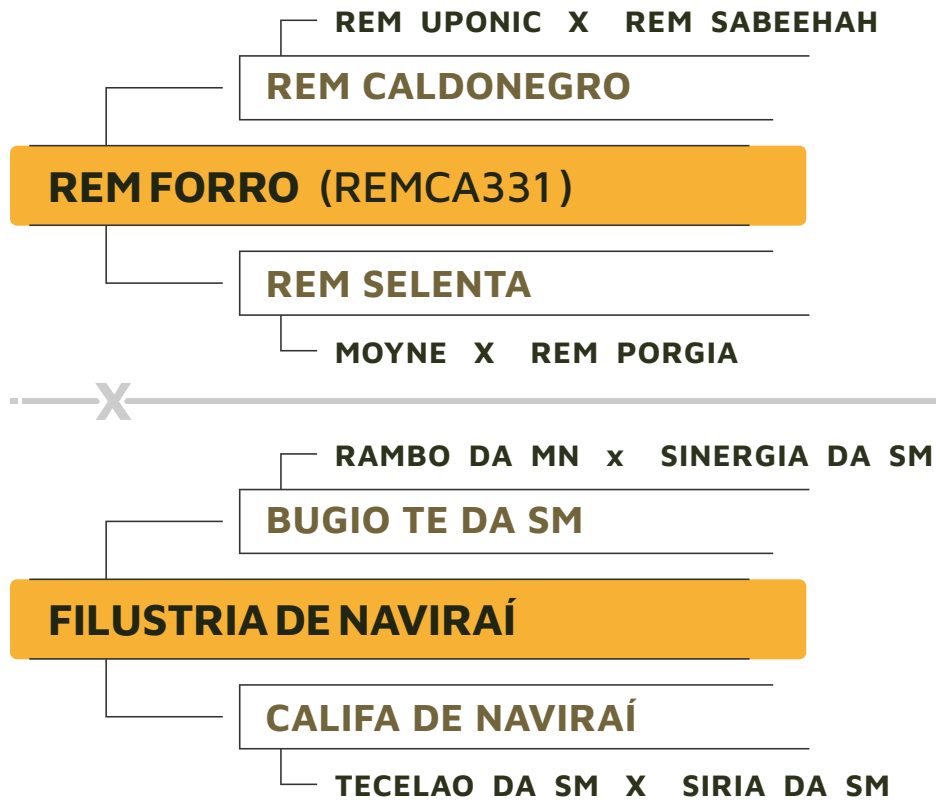 REM UPONIC X REM SABEEHAH
REM CALDONEGRO
REM FORRO (REMCA331)
REM SELENTA
MOYNE X REM PORGIA
X
RAMBO DA MN x SINERGIA DA SM
BUGIO TE DA SM
FILUSTRIA DE NAVIRAÍ
CALIFA DE NAVIRAÍ
TECELAO DA SM X SIRIA DA SM